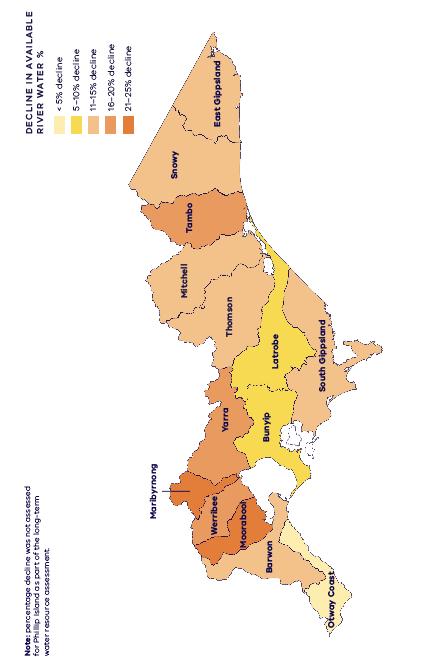 DECLINE IN AVAILABLE
RIVER WATER %
< 5% decline
5–10% decline
11–15% decline
16–20% decline
21–25% decline
East Gippsland
Snowy
Tambo
Mitchell
Thomson
Latrobe
South Gippsland
Bunyip
Yarra
Maribyrnong
Werribee
Moorabool
Barwon
Otway Coast
Note: percentage decline was not assessed
for Phillip Island as part of the long-term
water resource assessment.